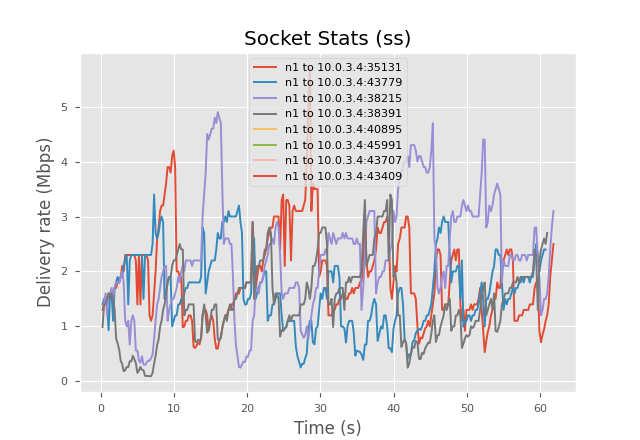 Socket Stats (ss)
n1 to 10.0.3.4:35131
n1 to 10.0.3.4:43779
n1 to 10.0.3.4:38215
n1 to 10.0.3.4:38391
n1 to 10.0.3.4:40895
n1 to 10.0.3.4:45991
n1 to 10.0.3.4:43707
n1 to 10.0.3.4:43409
Delivery rate (Mbps)
5
4
3
2
1
0
0 10 20 30 40 50 60
Time (s)